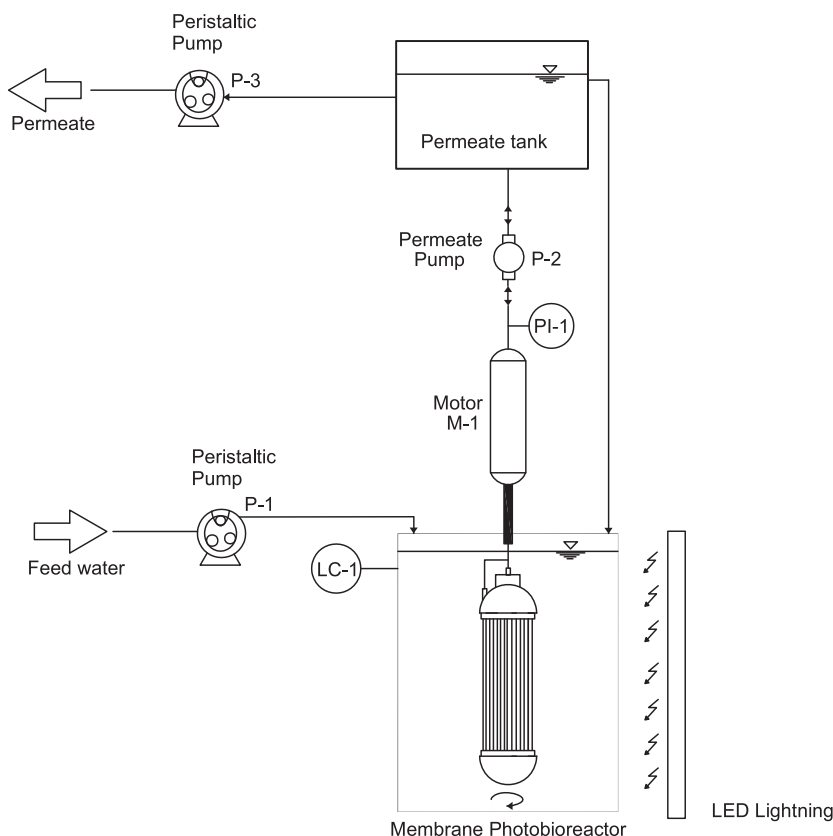 Peristaltic
Pump
P-3
Permeate
Permeate tank
Permeate
Pump
P-2
PI-1
Motor
M-1
Peristaltic
Pump
P-1
Feed water
LC-1
LED Lightning
Membrane Photobioreactor